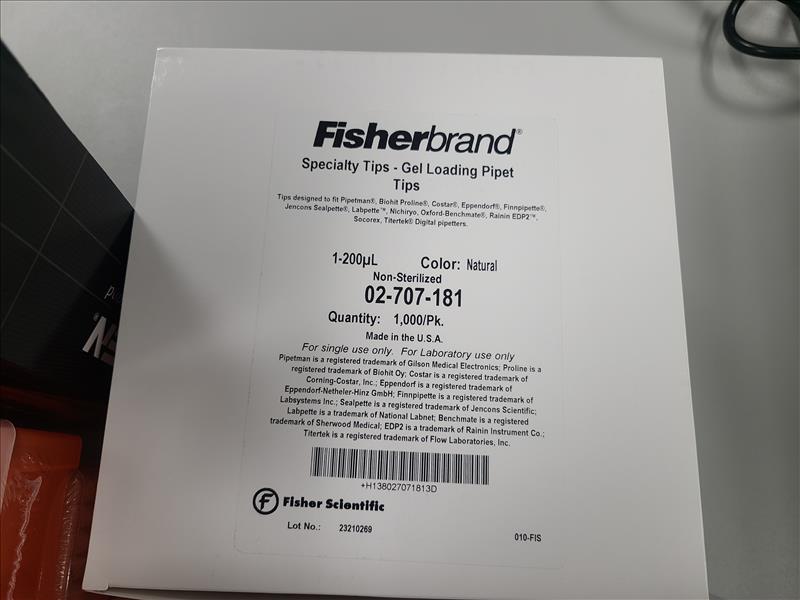 Fisherbrand®
Specialty Tips - Gel Loading Pipet
Tips
Tips designed to fit Pipetman®, Biohit Proline®, Costar®, Eppendorf®, Finnpipette®,
Jencons Sealpette®, Labpette™, Nichiryo, Oxford-Benchmate®, Rainin EDP2™,
Socorex, Titertek® Digital pipetters.
1-200µL Color: Natural
Non-Sterilized
02-707-181
Quantity: 1,000/Pk.
Made in the U.S.A.
For single use only. For Laboratory use only
Pipetman is a registered trademark of Gilson Medical Electronics; Proline is a
registered trademark of Biohit Oy; Costar is a registered trademark of
Corning-Costar, Inc.; Eppendorf is a registered trademark of
Eppendorf-Netheler-Hinz GmbH; Finnpipette is a registered trademark of
Labsystems Inc.; Sealpette is a registered trademark of Jencons Scientific;
Labpette is a trademark of National Labnet; Benchmate is a registered
trademark of Sherwood Medical; EDP2 is a trademark of Rainin Instrument Co.;
Titertek is a registered trademark of Flow Laboratories, Inc.
+H138027071813D
f Fisher Scientific
Lot No.: 23210269
010-FIS